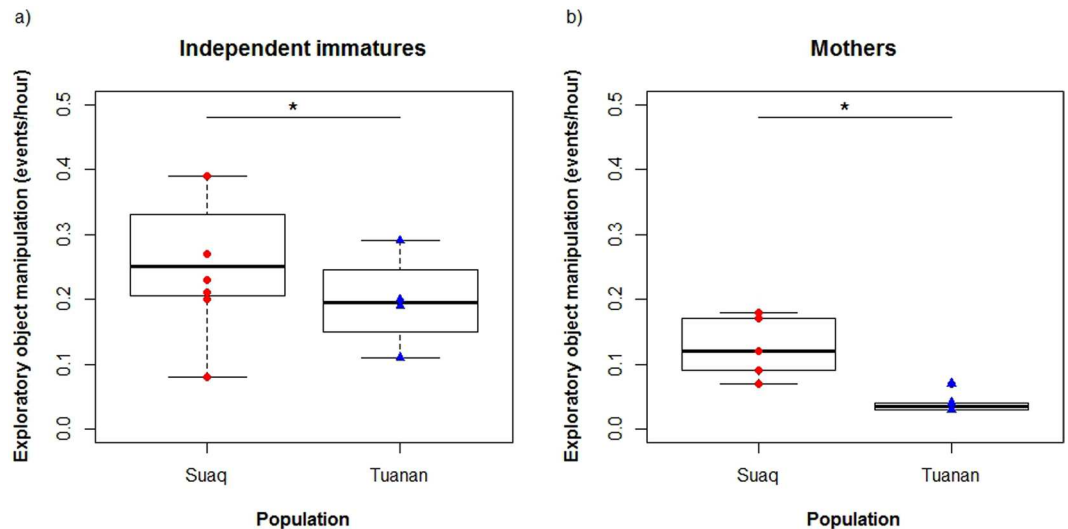 a)
Independent immatures
Exploratory object manipulation (events/hour)
0.5
0.4
0.3
0.2
0.1
0.0
*
Suaq Tuanan
Population
b)
Mothers
Exploratory object manipulation (events/hour)
0.5
0.4
0.3
0.2
0.1
0.0
*
Suaq Tuanan
Population